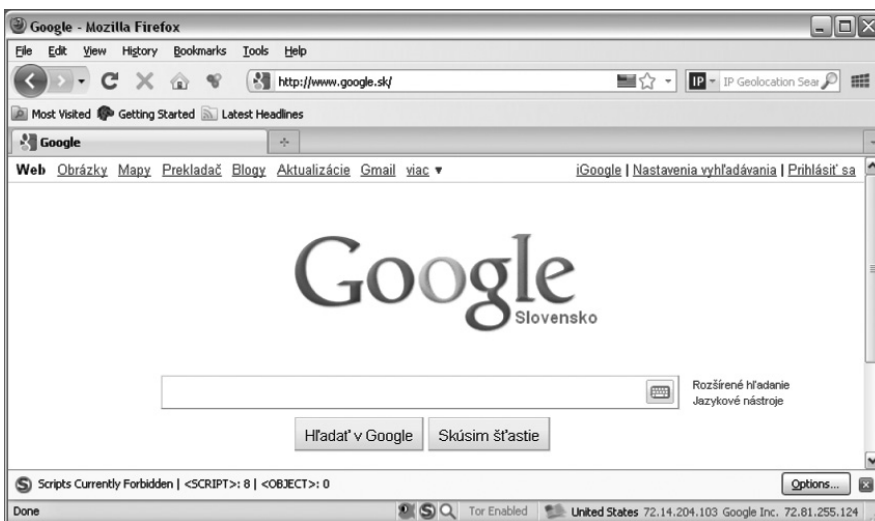 Google - Mozilla Firefox
File Edit View History Bookmarks Tools Help
http://www.google.sk/ IP IP Geolocation Sear
Most Visited Getting Started Latest Headlines
Google
Web Obrázky Mapy Prekladač Blogy Aktualizácie Gmail viac ▼ iGoogle | Nastavenia vyhľadávania | Prihlásiť sa
Google
Slovensko
Rozšírené hľadanie
Jazykové nástroje
Hľadať v Google Skúsim šťastie
Scripts Currently Forbidden | <SCRIPT>: 8 | <OBJECT>: 0 Options...
Done Tor Enabled United States 72.14.204.103 Google Inc. 72.81.255.124